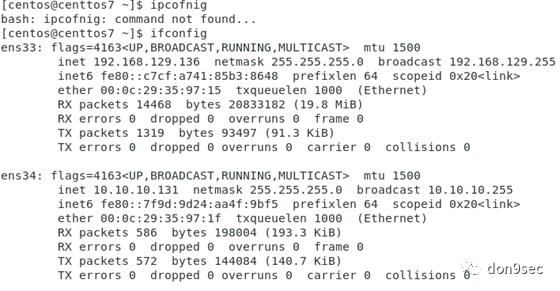 [centos@centtos7 ~]$ ipcofnig
bash: ipcofnig: command not found...
[centos@centtos7 ~]$ ifconfig
ens33: flags=4163<UP,BROADCAST,RUNNING,MULTICAST>  mtu 1500
        inet 192.168.129.136  netmask 255.255.255.0  broadcast 192.168.129.255
        inet6 fe80::c7cf:a741:85b3:8648  prefixlen 64  scopeid 0x20<link>
        ether 00:0c:29:35:97:15  txqueuelen 1000  (Ethernet)
        RX packets 14468  bytes 20833182 (19.8 MiB)
        RX errors 0  dropped 0  overruns 0  frame 0
        TX packets 1319  bytes 93497 (91.3 KiB)
        TX errors 0  dropped 0 overruns 0  carrier 0  collisions 0
ens34: flags=4163<UP,BROADCAST,RUNNING,MULTICAST>  mtu 1500
        inet 10.10.10.131  netmask 255.255.255.0  broadcast 10.10.10.255
        inet6 fe80::7f9d:9d24:aa4f:9bf5  prefixlen 64  scopeid 0x20<link>
        ether 00:0c:29:35:97:1f  txqueuelen 1000  (Ethernet)
        RX packets 586  bytes 198004 (193.3 KiB)
        RX errors 0  dropped 0  overruns 0  frame 0
        TX packets 572  bytes 144084 (140.7 KiB)
        TX errors 0  dropped 0 overruns 0  carrier 0  collisions 0
don9sec